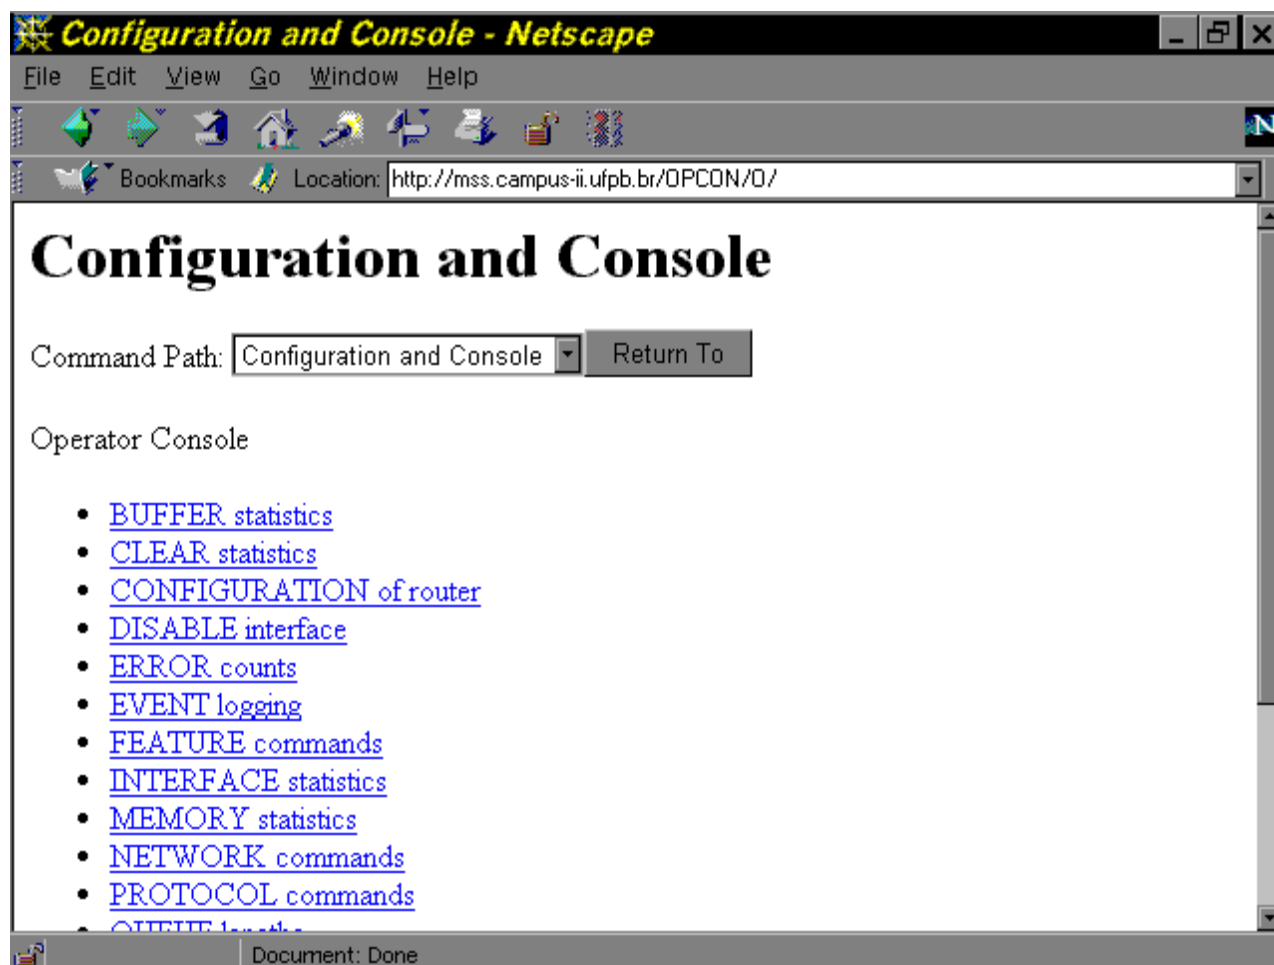 Configuration and Console - Netscape
File Edit View Go Window Help
N
Bookmarks Location: http://mss.campus-ii.ufpb.br/OPCON/O/
Configuration and Console
Command Path: Configuration and Console Return To
Operator Console
BUFFER statistics
CLEAR statistics
CONFIGURATION of router
DISABLE interface
ERROR counts
EVENT logging
FEATURE commands
INTERFACE statistics
MEMORY statistics
NETWORK commands
PROTOCOL commands
QUEUE lengths
Document: Done